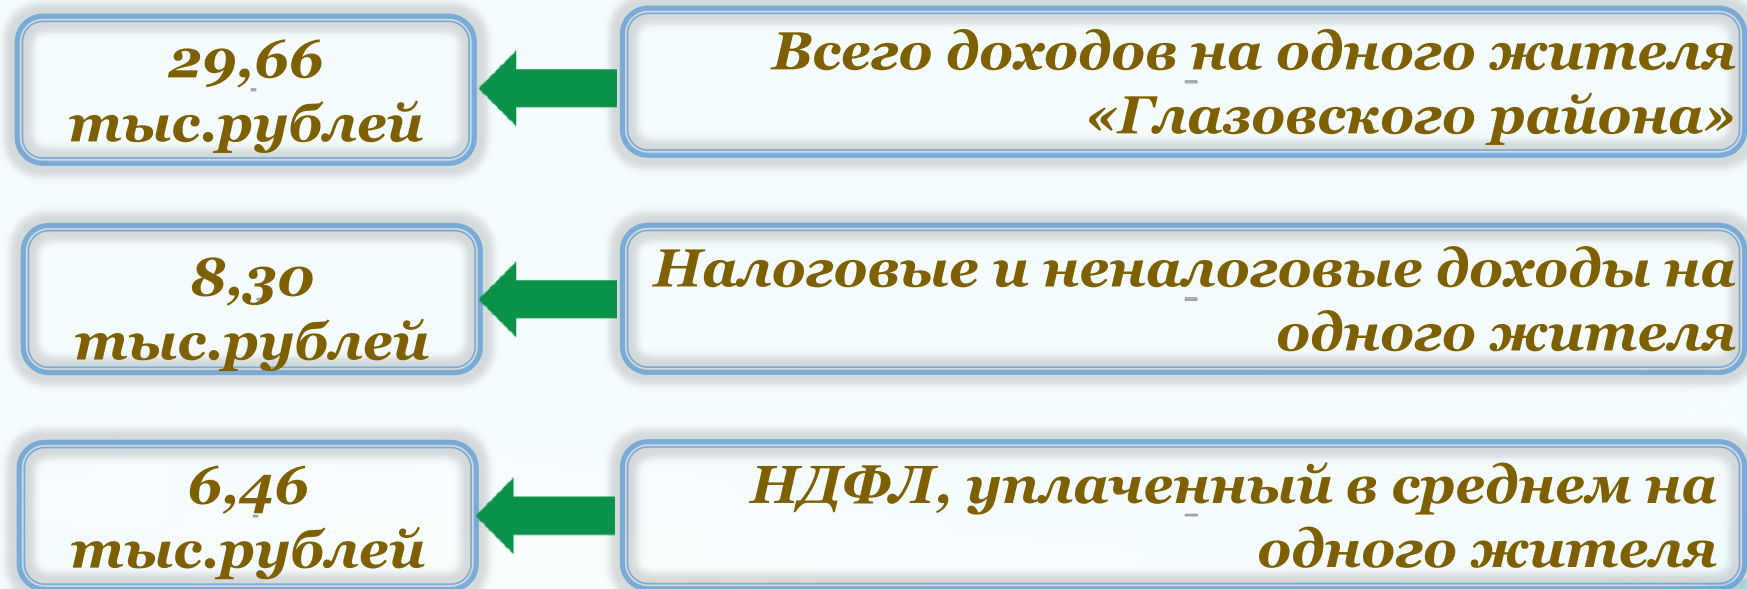 29,66
тыс.рублей
Всего доходов на одного жителя
«Глазовского района»
8,30
тыс.рублей
Налоговые и неналоговые доходы на
одного жителя
6,46
тыс.рублей
НДФЛ, уплаченный в среднем на
одного жителя